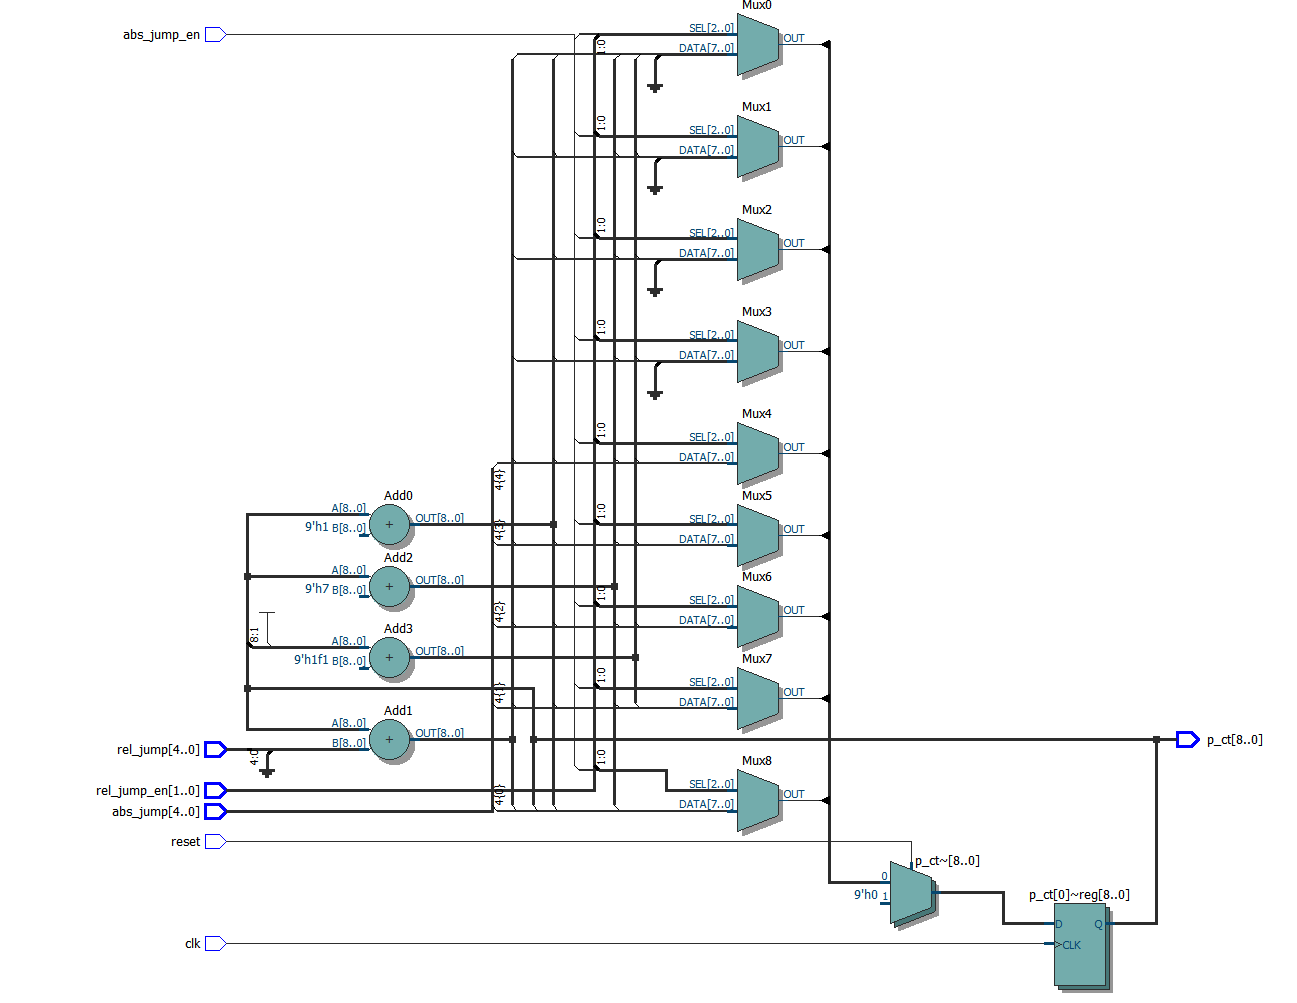 Mux0
abs_jump_en
SEL[2..0]
OUT
1:0
DATA[7..0]
Mux1
1:0
SEL[2..0]
OUT
DATA[7..0]
Mux2
1:0
SEL[2..0]
OUT
DATA[7..0]
Mux3
1:0
SEL[2..0]
OUT
DATA[7..0]
Mux4
1:0
SEL[2..0]
OUT
DATA[7..0]
4{4}
Add0
A[8..0]
9'h1 B[8..0]
+
OUT[8..0]
4{3}
Mux5
1:0
SEL[2..0]
OUT
DATA[7..0]
Add2
A[8..0]
9'h7 B[8..0]
+
OUT[8..0]
4{2}
Mux6
1:0
SEL[2..0]
OUT
DATA[7..0]
8:1
Add3
A[8..0]
9'h1f1 B[8..0]
+
OUT[8..0]
4{1}
Mux7
1:0
SEL[2..0]
OUT
DATA[7..0]
Add1
A[8..0]
B[8..0]
+
OUT[8..0]
rel_jump[4..0]
4:0
p_ct[8..0]
rel_jump_en[1..0]
abs_jump[4..0]
4{0}
Mux8
1:0
SEL[2..0]
OUT
DATA[7..0]
reset
p_ct~[8..0]
0
9'h0 1
p_ct[0]~reg[8..0]
D
Q
clk
>CLK